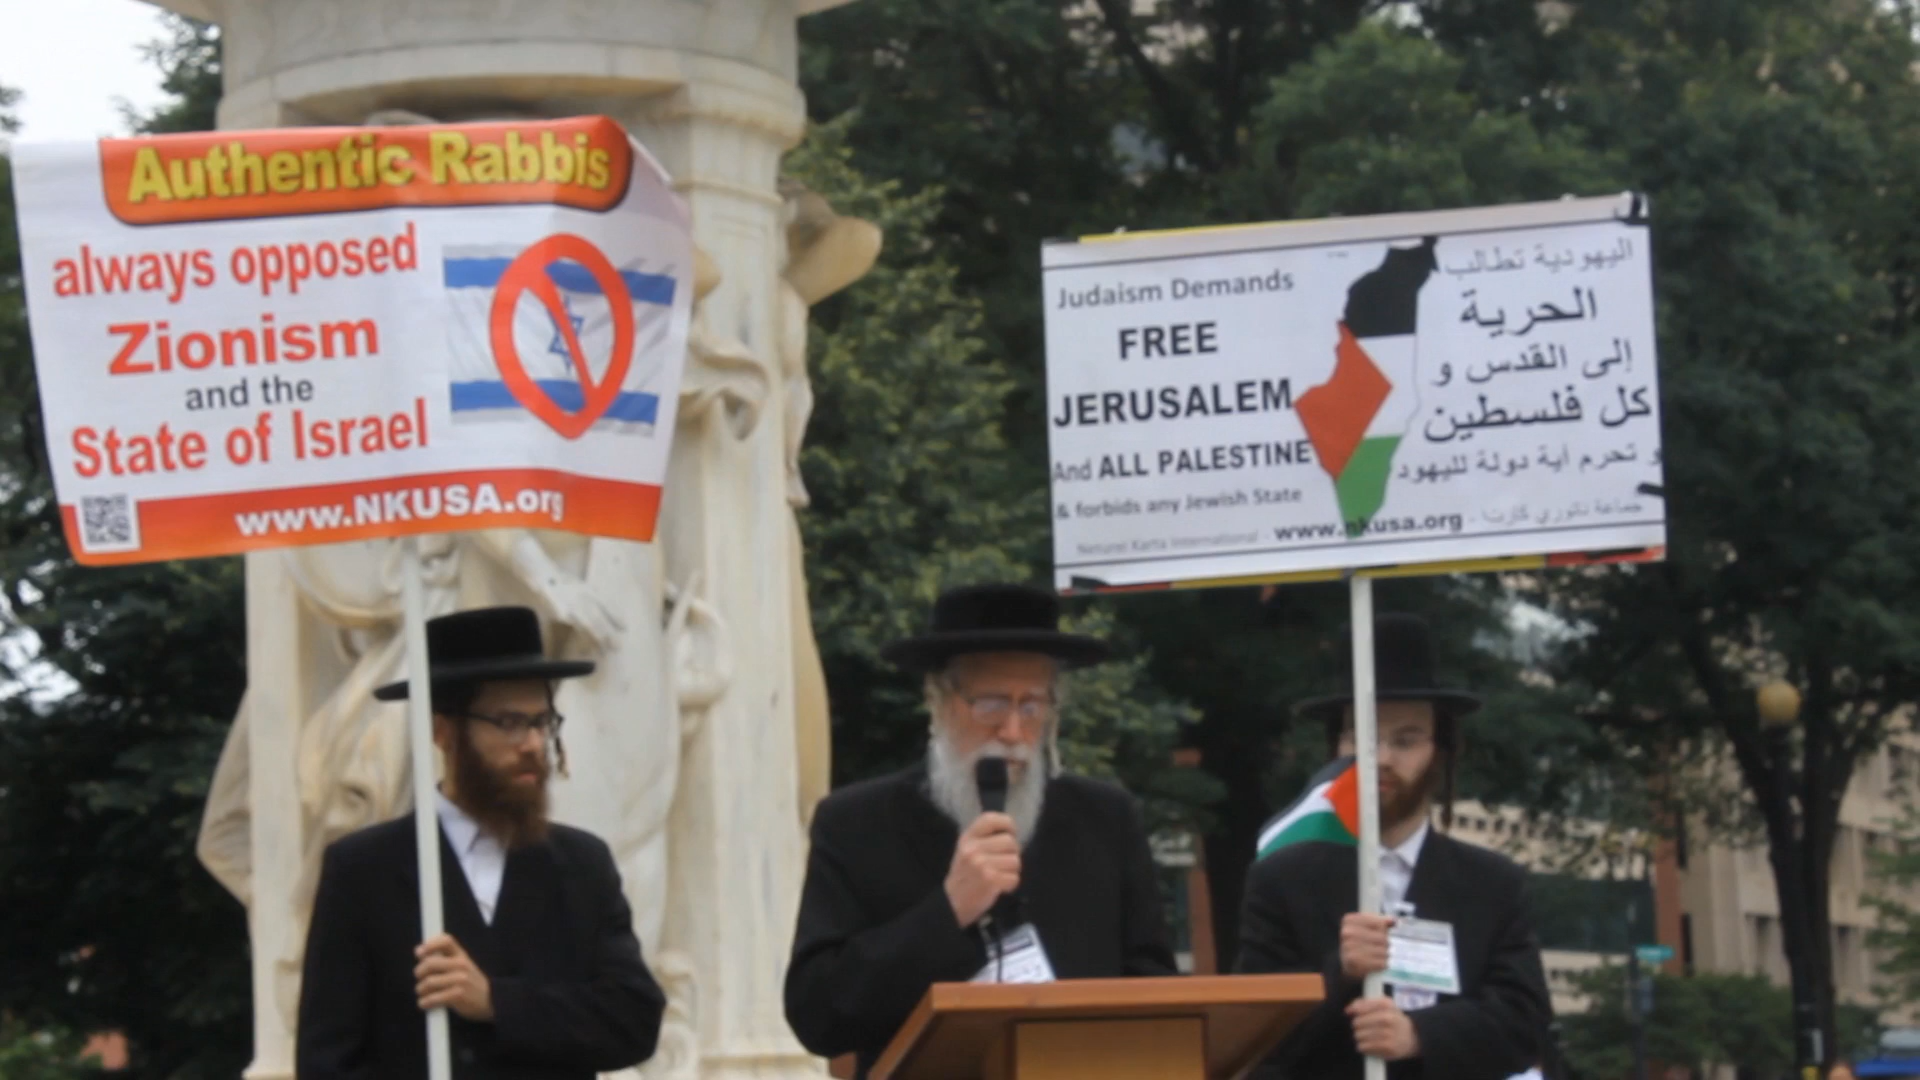 Authentic Rabbis
always opposed
Zionism
and the
State of Israel
www.NKUSA.org
Judaism Demands
FREE
JERUSALEM
And ALL PALESTINE
& forbids any Jewish State
Neturei Karta International - www.nkusa.org - جماعة ناتوري كارتا
اليهودية تطالب
الحرية
إلى القدس و
كل فلسطين
و تحرم أية دولة لليهود